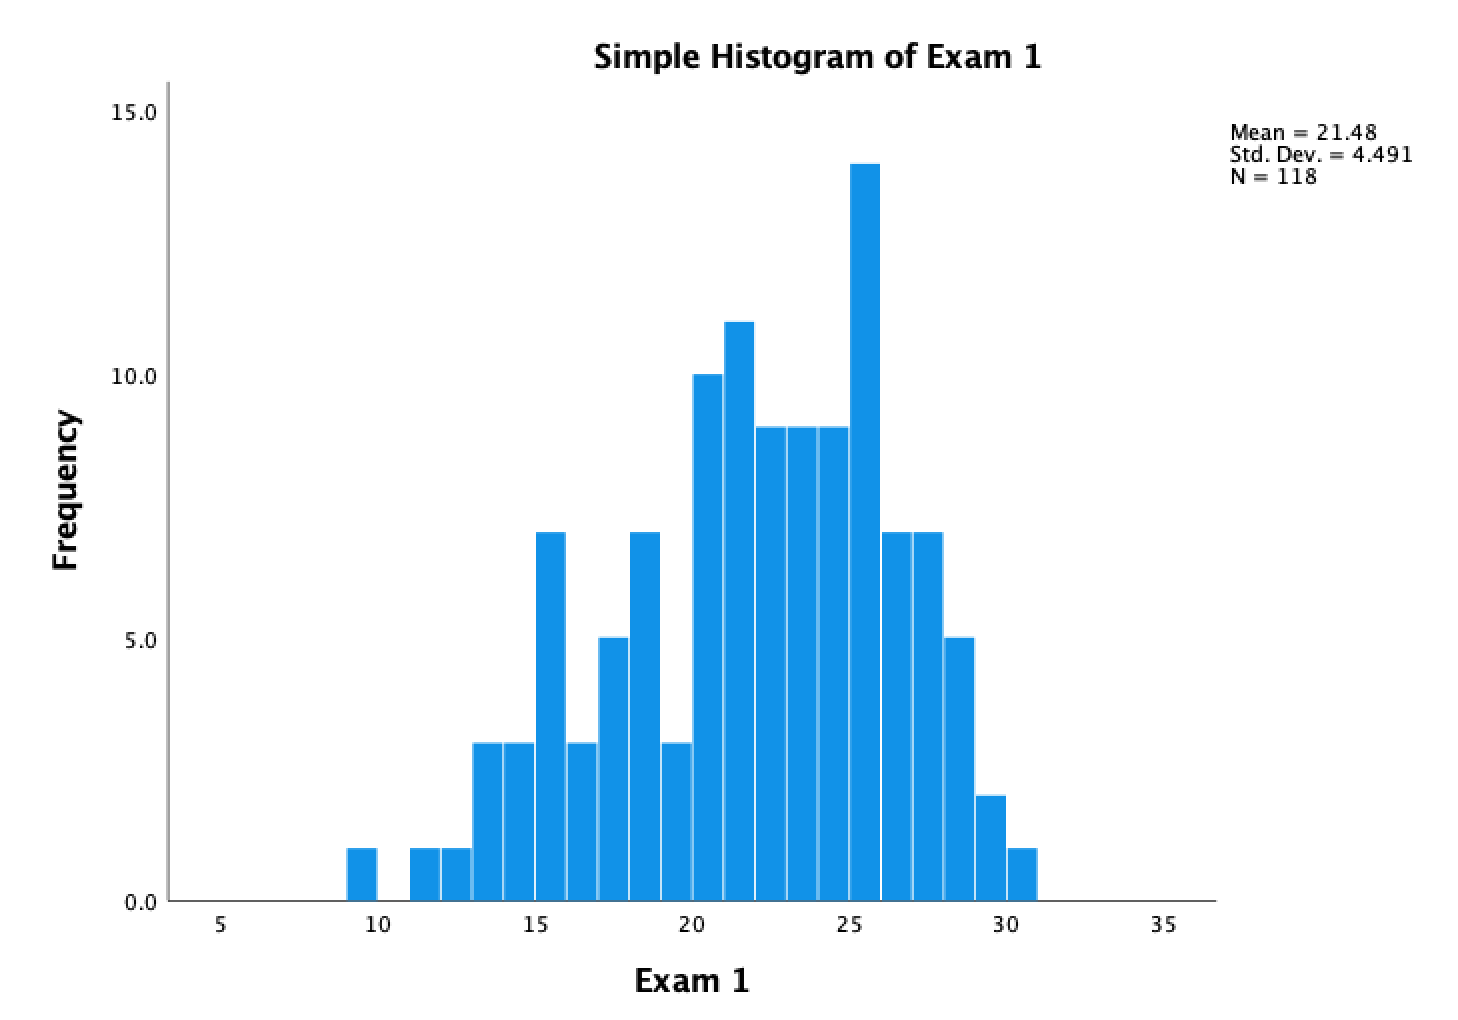 Simple Histogram of Exam 1
Mean = 21.48
Std. Dev. = 4.491
N = 118
15.0
10.0
5.0
0.0
Frequency
5 10 15 20 25 30 35
Exam 1